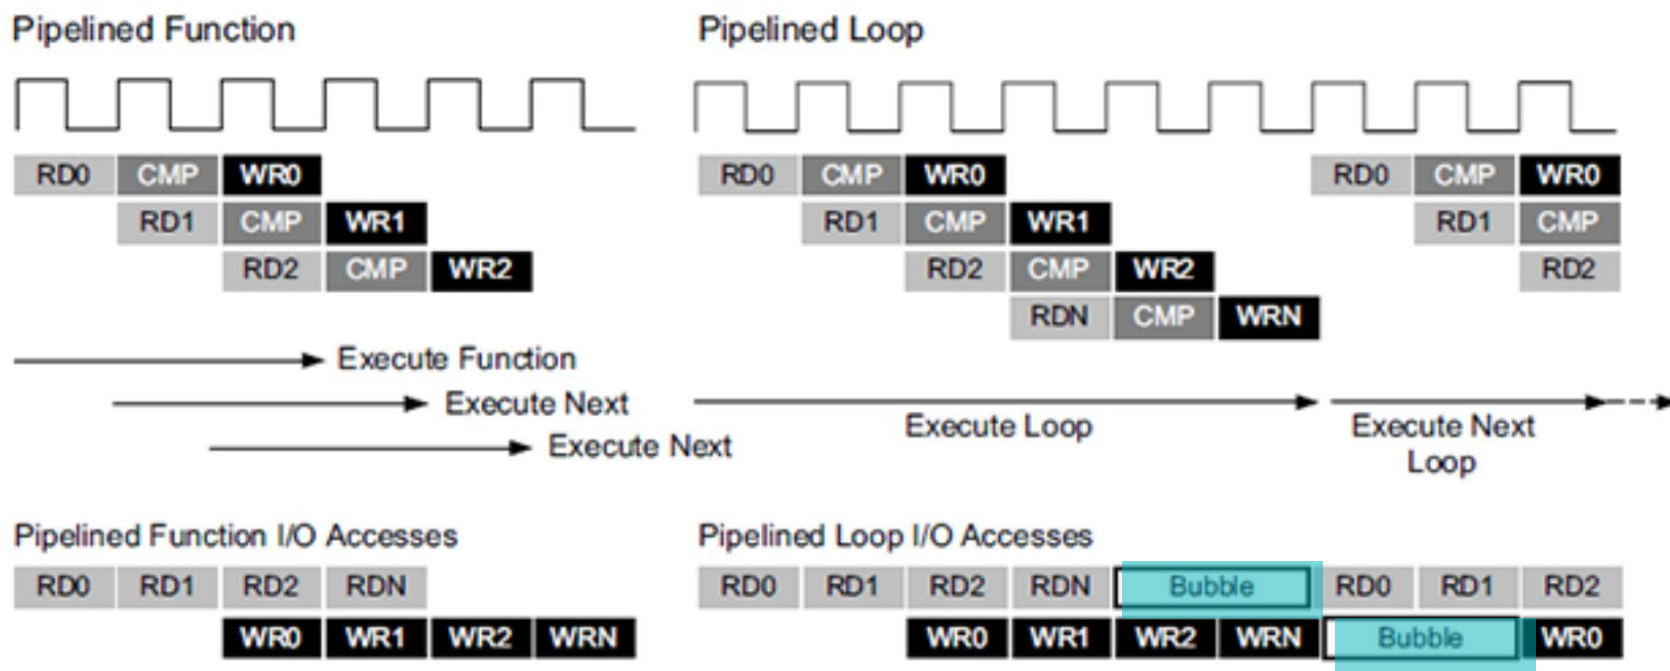 Pipelined Function
RD0 CMP WR0
RD1 CMP WR1
RD2 CMP WR2
Execute Function
Execute Next
Execute Next
Pipelined Function I/O Accesses
RD0 RD1 RD2 RDN
WR0 WR1 WR2 WRN
Pipelined Loop
RD0 CMP WR0 RD0 CMP WR0
RD1 CMP WR1 RD1 CMP
RD2 CMP WR2 RD2
RDN CMP WRN
Execute Loop
Execute Next
Loop
Pipelined Loop I/O Accesses
RD0 RD1 RD2 RDN Bubble RD0 RD1 RD2
WR0 WR1 WR2 WRN Bubble WR0